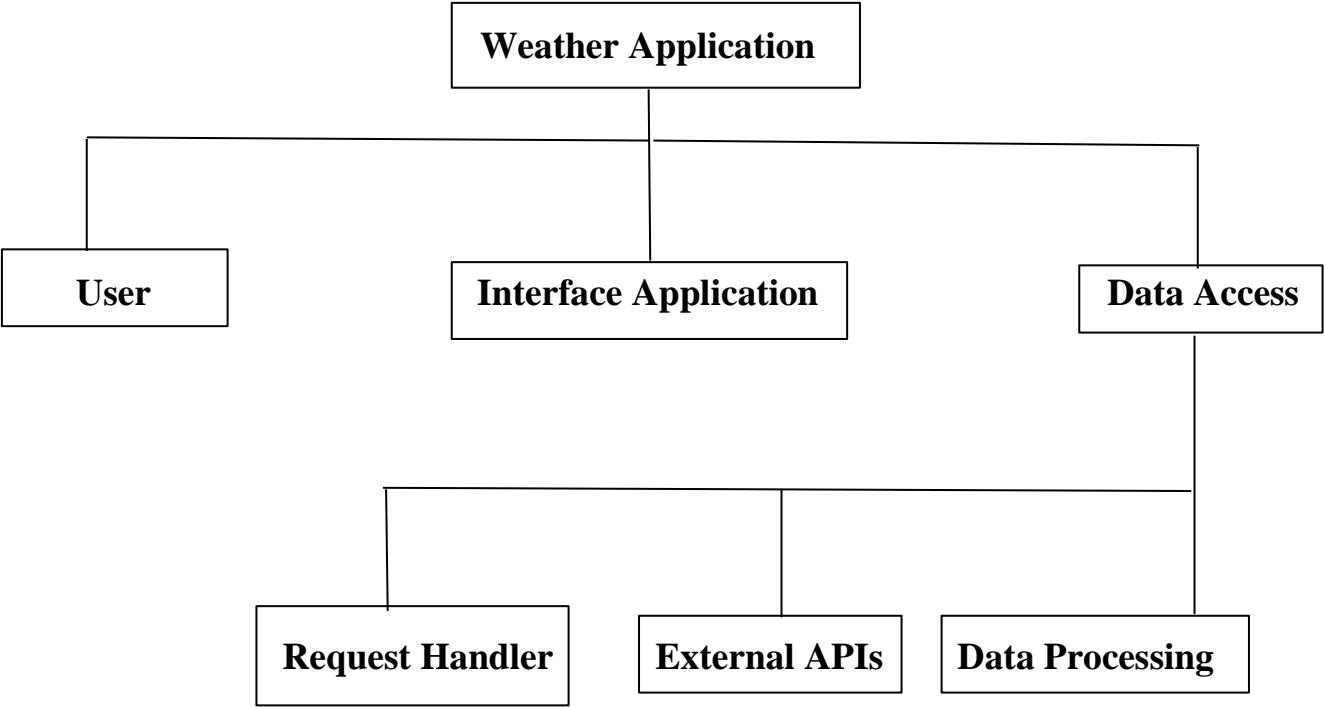 Weather Application
User
Interface Application
Data Access
Request Handler
External APIs
Data Processing